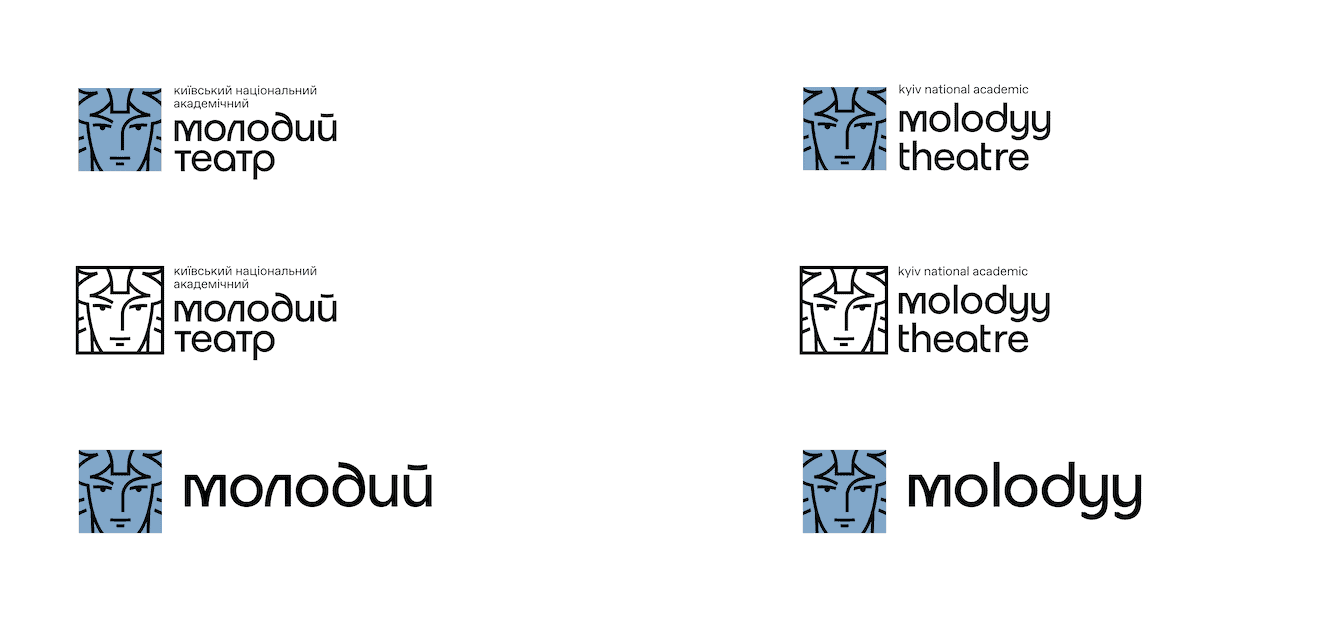 київський національний
академічний
молодий
театр
kyiv national academic
molodyy
theatre
київський національний
академічний
молодий
театр
kyiv national academic
molodyy
theatre
молодий
molodyy